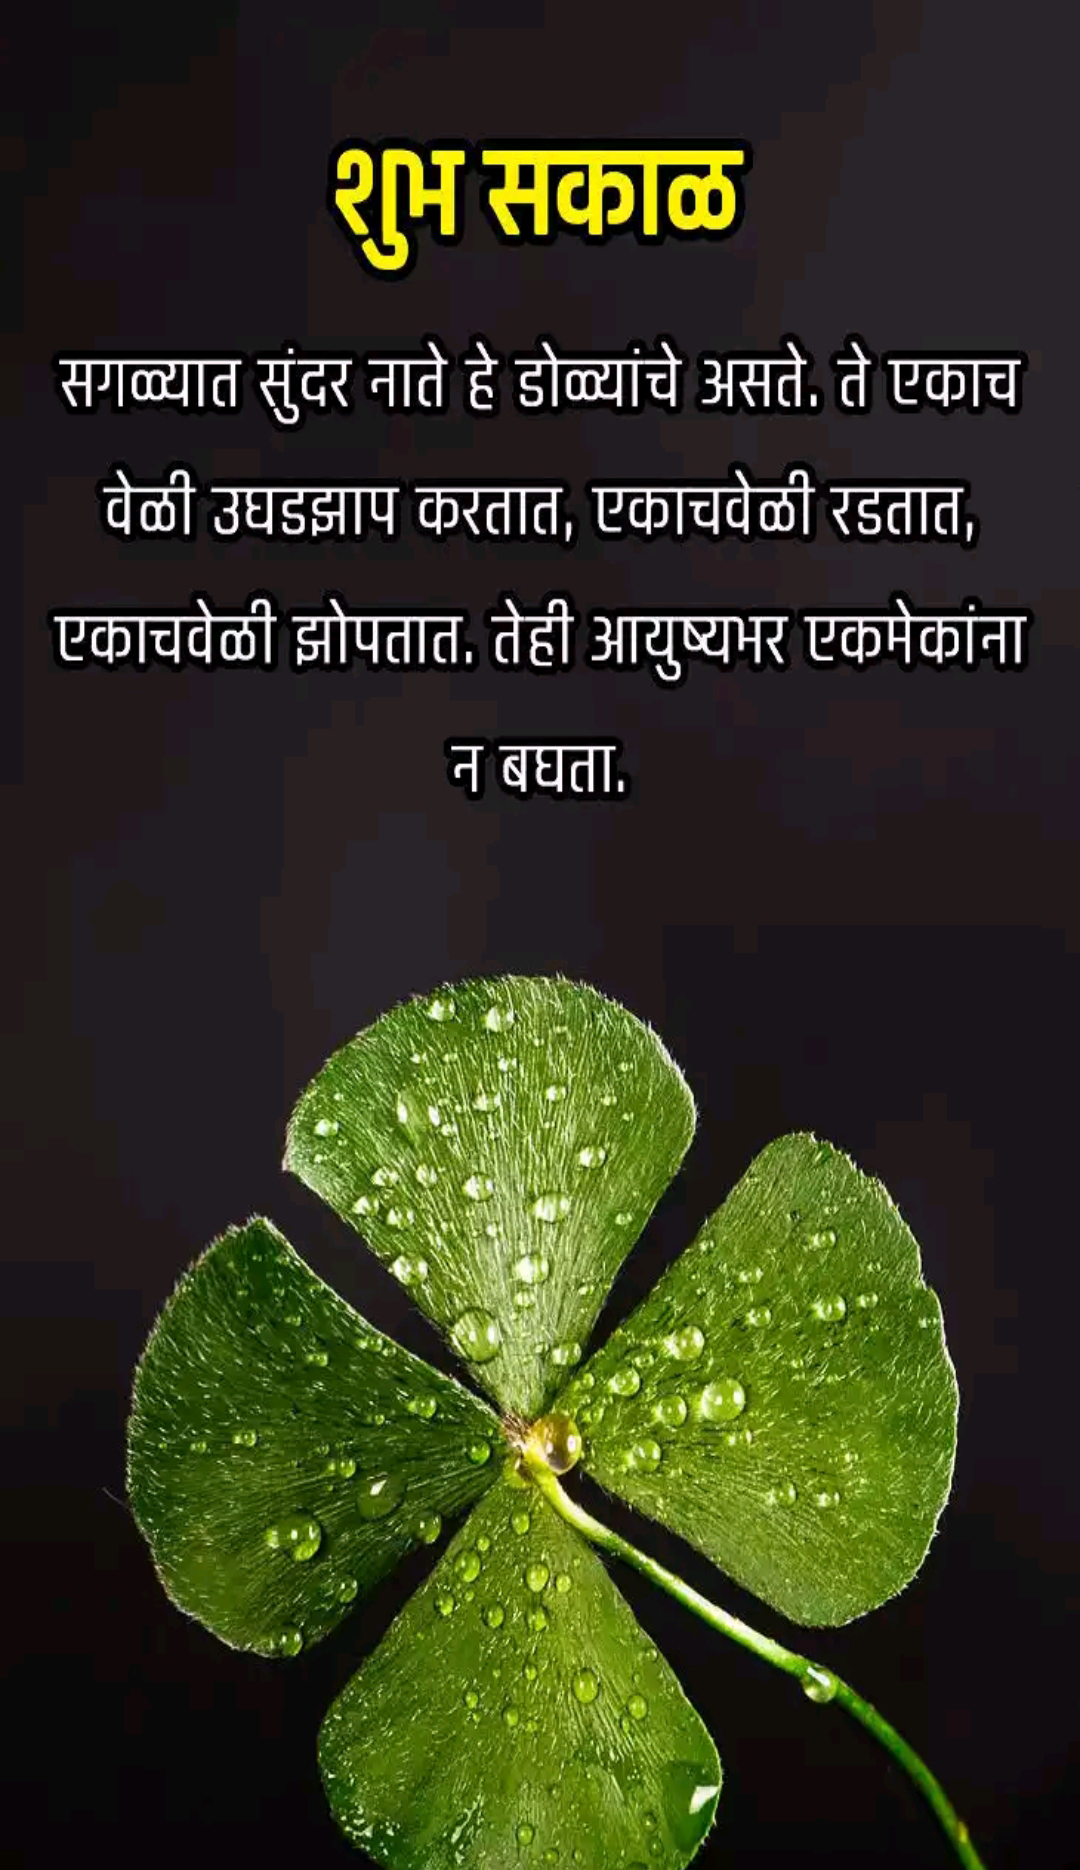 शुभ सकाळ
सगळ्यात सुंदर नाते हे डोळ्यांचे असते. ते एकाच
वेळी उघडझाप करतात, एकाचवेळी रडतात,
एकाचवेळी झोपतात. तेही आयुष्यभर एकमेकांना
न बघता.